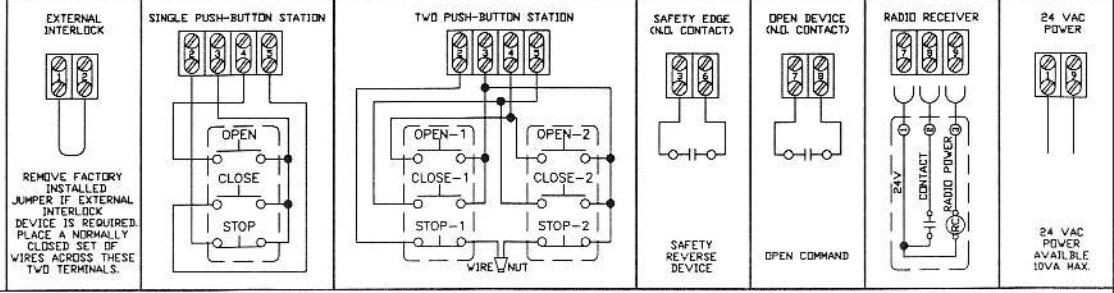 EXTERNAL
INTERLOCK
1 2
REMOVE FACTORY
INSTALLED
JUMPER IF EXTERNAL
INTERLOCK
DEVICE IS REQUIRED.
PLACE A NORMALLY
CLOSED SET OF
WIRES ACROSS THESE
TWO TERMINALS.
SINGLE PUSH-BUTTON STATION
2 3 4 5
OPEN
CLOSE
STOP
TWO PUSH-BUTTON STATION
2 3 4 5
OPEN-1 OPEN-2
CLOSE-1 CLOSE-2
STOP-1 STOP-2
WIRE NUT
SAFETY EDGE
(N.O. CONTACT)
3 6
SAFETY
REVERSE
DEVICE
OPEN DEVICE
(N.O. CONTACT)
7 8
OPEN COMMAND
RADIO RECEIVER
7 8 9
1 2 3
24V
CONTACT
RADIO POWER
RC
24 VAC
POWER
1 9
24 VAC
POWER
AVAILBLE
10VA MAX.